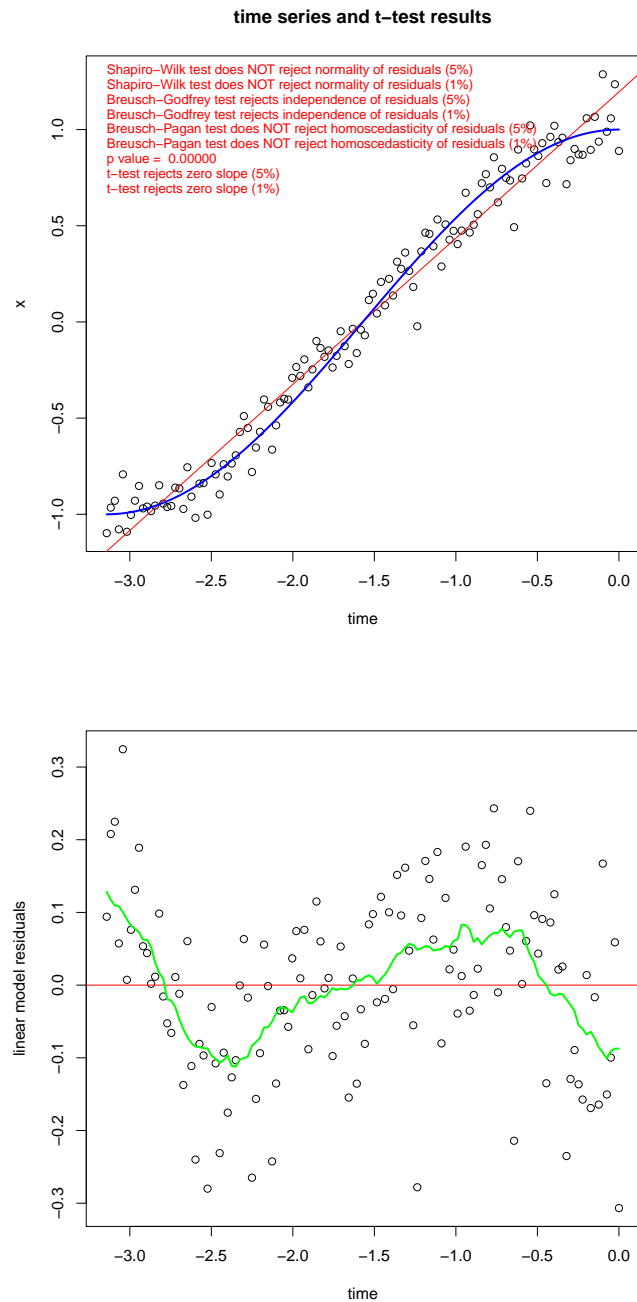 time series and t−test results
Shapiro−Wilk test does NOT reject normality of residuals (5%)
Shapiro−Wilk test does NOT reject normality of residuals (1%)
Breusch−Godfrey test rejects independence of residuals (5%)
Breusch−Godfrey test rejects independence of residuals (1%)
Breusch−Pagan test does NOT reject homoscedasticity of residuals (5%)
Breusch−Pagan test does NOT reject homoscedasticity of residuals (1%)
p value = 0.00000
t−test rejects zero slope (5%)
t−test rejects zero slope (1%)
1.0
0.5
0.0
−0.5
−1.0
x
−3.0 −2.5 −2.0 −1.5 −1.0 −0.5 0.0
time
0.3
0.2
0.1
0.0
−0.1
−0.2
−0.3
linear model residuals
−3.0 −2.5 −2.0 −1.5 −1.0 −0.5 0.0
time